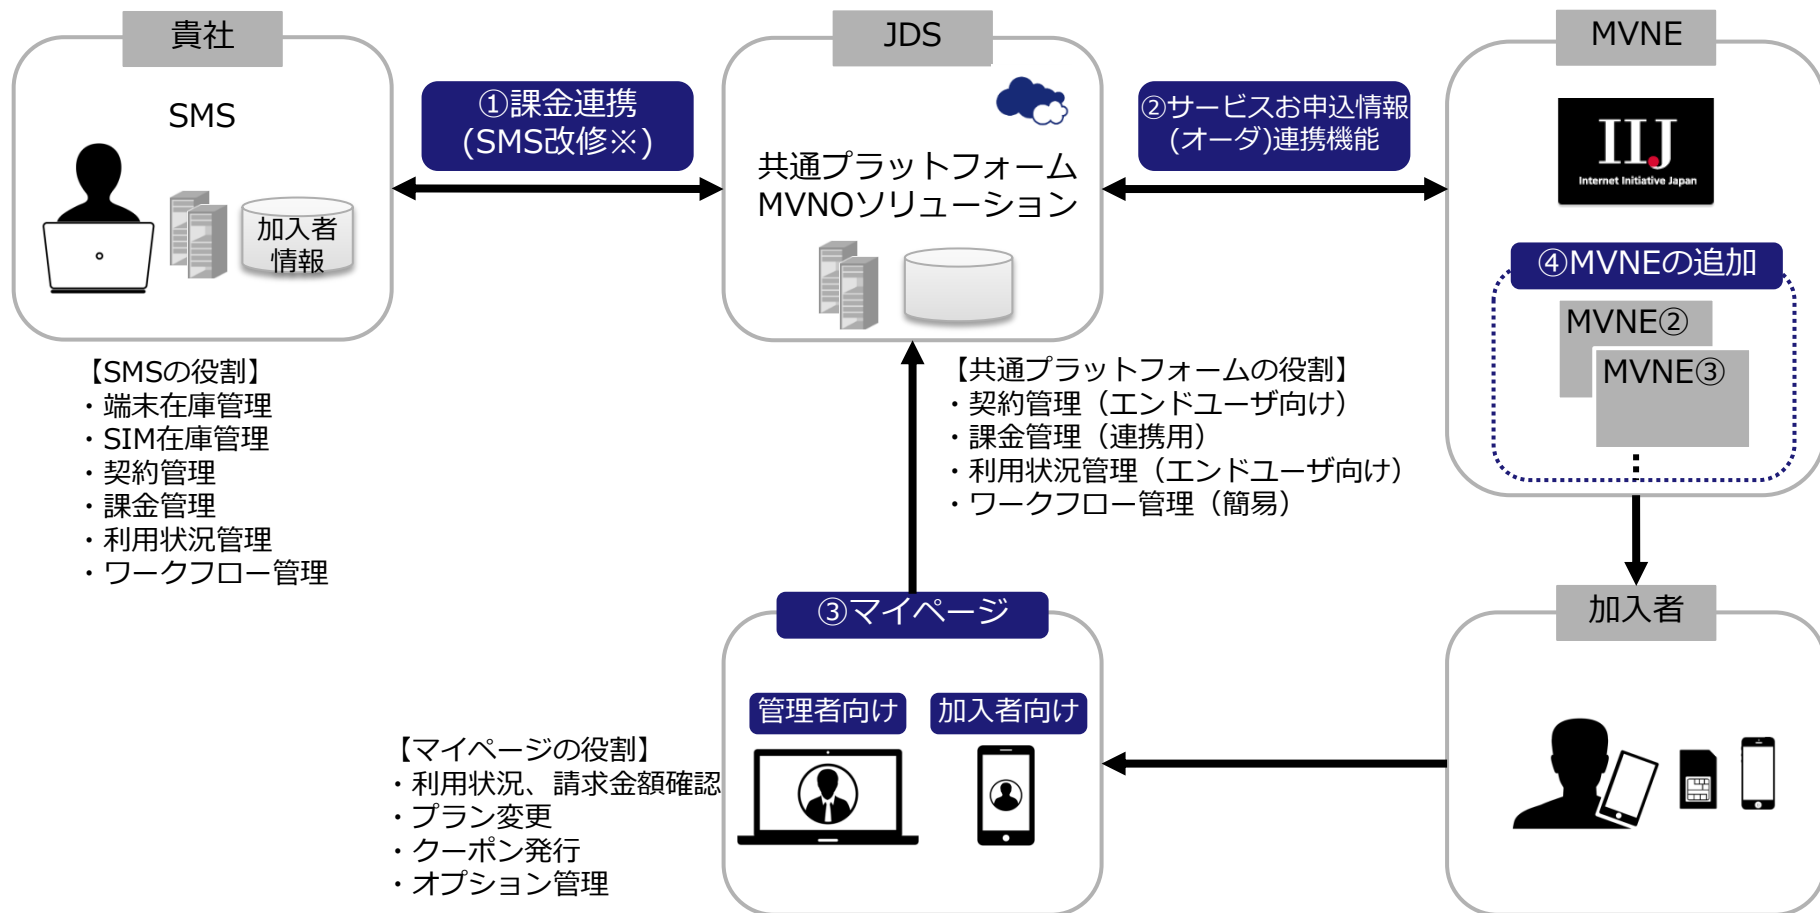 貴社
SMS
加入者
情報
【SMSの役割】
・端末在庫管理
・SIM在庫管理
・契約管理
・課金管理
・利用状況管理
・ワークフロー管理
①課金連携
(SMS改修※)
JDS
共通プラットフォーム
MVNOソリューション
【共通プラットフォームの役割】
・契約管理（エンドユーザ向け）
・課金管理（連携用）
・利用状況管理（エンドユーザ向け）
・ワークフロー管理（簡易）
②サービスお申込情報
(オーダ)連携機能
MVNE
IIJ
Internet Initiative Japan
④MVNEの追加
MVNE②
MVNE③
③マイページ
管理者向け
加入者向け
【マイページの役割】
・利用状況、請求金額確認
・プラン変更
・クーポン発行
・オプション管理
加入者